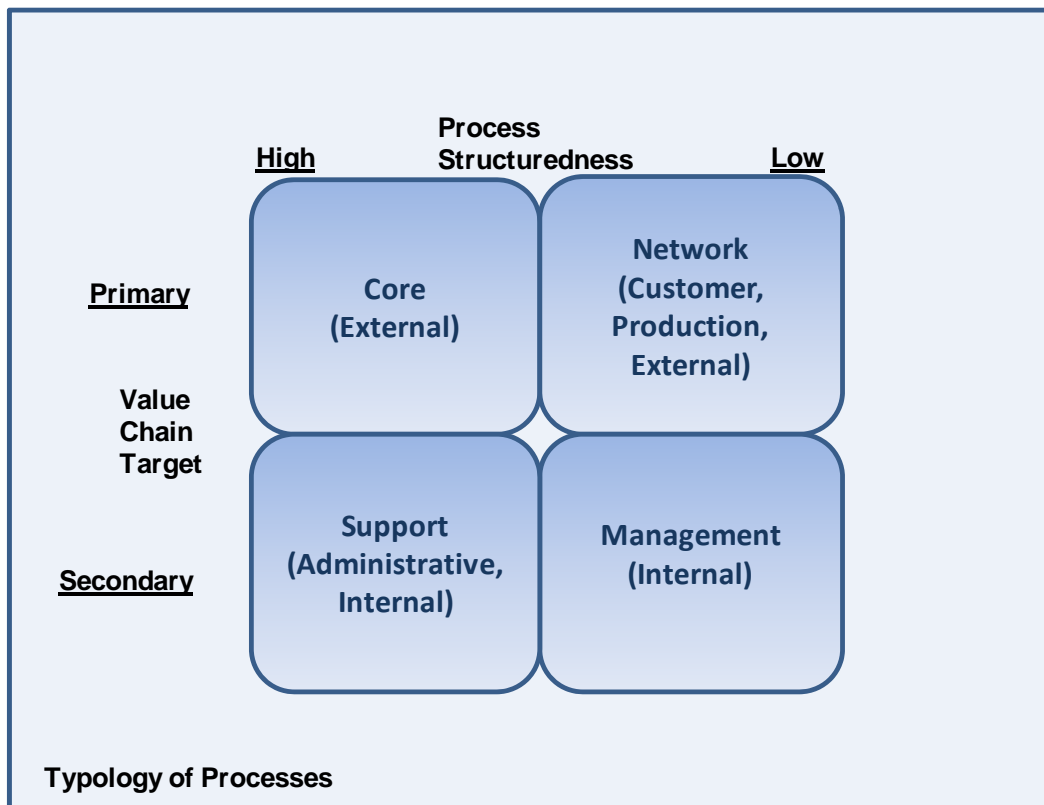 Process
Structuredness
High
Low
Primary
Core
(External)
Network
(Customer,
Production,
External)
Value
Chain
Target
Secondary
Support
(Administrative,
Internal)
Management
(Internal)
Typology of Processes